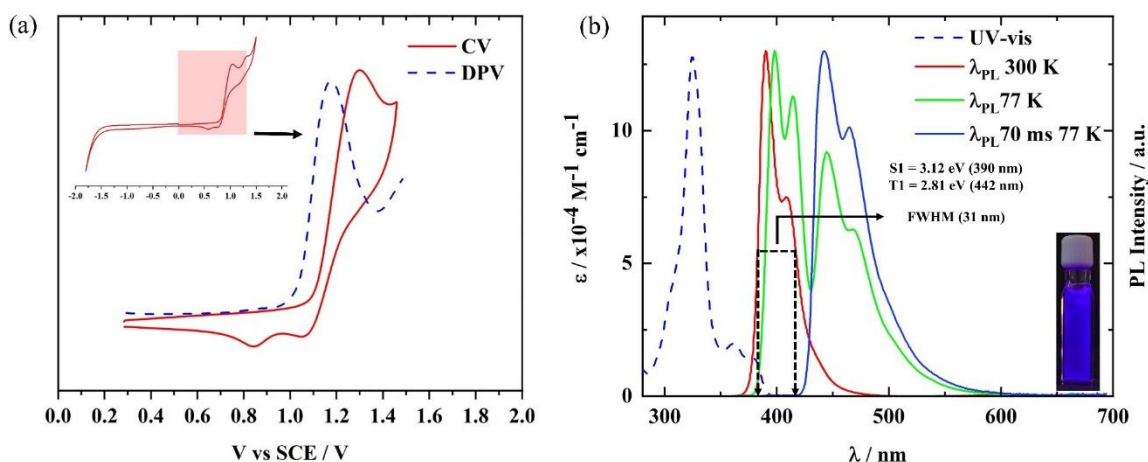 (a)
CV
DPV
-2.0 -1.5 -1.0 -0.5 0.0 0.5 1.0 1.5
0.0 0.2 0.4 0.6 0.8 1.0 1.2 1.4 1.6 1.8 2.0
V vs SCE / V
(b)
UV-vis
λPL 300 K
λPL 77 K
λPL 70 ms 77 K
S1 = 3.12 eV (390 nm)
T1 = 2.81 eV (442 nm)
FWHM (31 nm)
10
5
0
ε / x10⁻⁴ M⁻¹ cm⁻¹
PL Intensity / a.u.
300 400 500 600 700
λ / nm